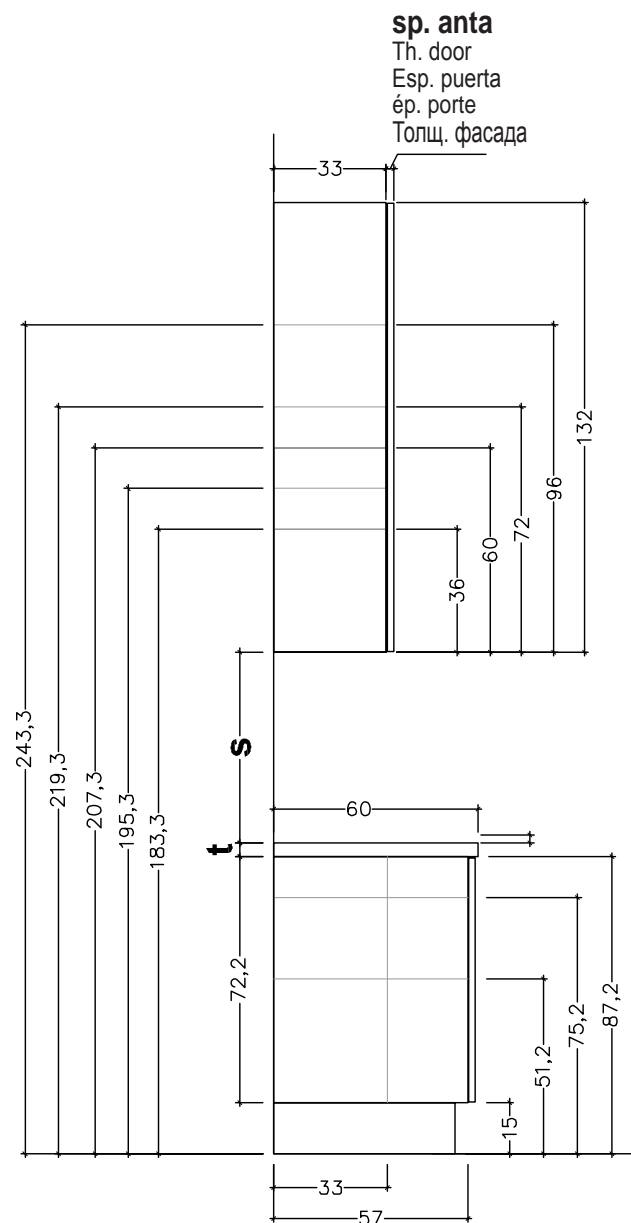 sp. anta
Th. door
Esp. puerta
ép. porte
Толщ. фасада
33
132
96
72
60
36
243,3
219,3
207,3
195,3
183,3
s
60
t
72,2
87,2
75,2
51,2
15
33
57